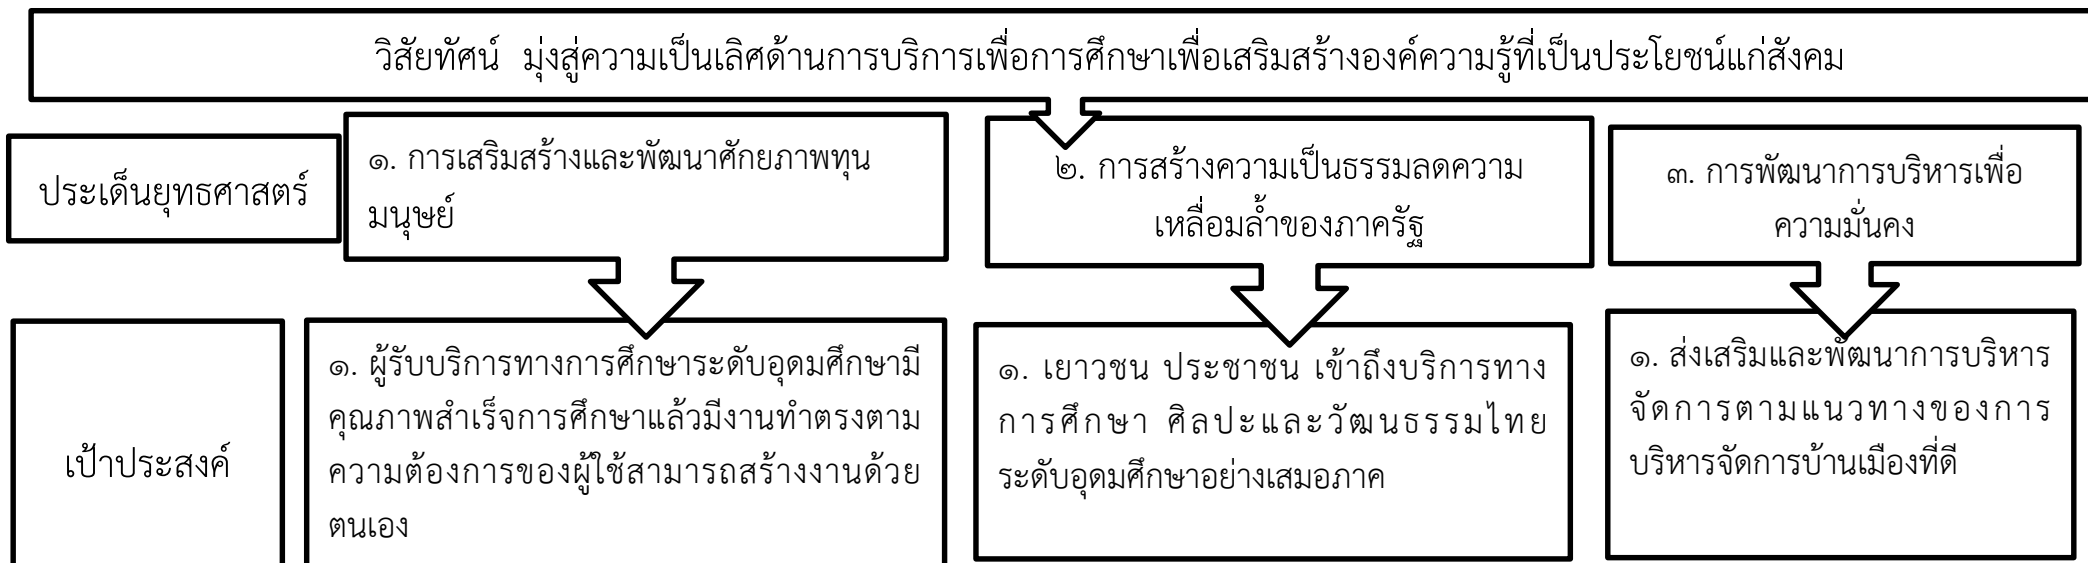 วิสัยทัศน์ มุ่งสู่ความเป็นเลิศด้านการบริการเพื่อการศึกษาเพื่อเสริมสร้างองค์ความรู้ที่เป็นประโยชน์แก่สังคม
ประเด็นยุทธศาสตร์
๑. การเสริมสร้างและพัฒนาศักยภาพทุน
มนุษย์
๒. การสร้างความเป็นธรรมลดความ
เหลื่อมล้ำของภาครัฐ
๓. การพัฒนาการบริหารเพื่อ
ความมั่นคง
เป้าประสงค์
๑. ผู้รับบริการทางการศึกษาระดับอุดมศึกษามี
คุณภาพสำเร็จการศึกษาแล้วมีงานทำตรงตาม
ความต้องการของผู้ใช้สามารถสร้างงานด้วย
ตนเอง
๑. เยาวชน ประชาชน เข้าถึงบริการทาง
การศึกษา ศิลปะและวัฒนธรรมไทย
ระดับอุดมศึกษาอย่างเสมอภาค
๑. ส่งเสริมและพัฒนาการบริหาร
จัดการตามแนวทางของการ
บริหารจัดการบ้านเมืองที่ดี